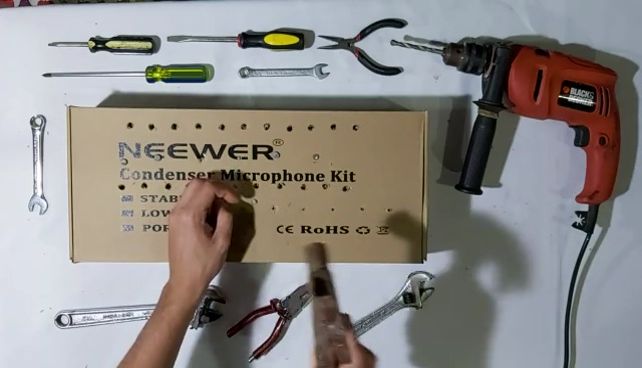 NEEWER®
Condenser Microphone Kit
STAB
LOW
POR
CE RoHS
BLACK&
DECKER